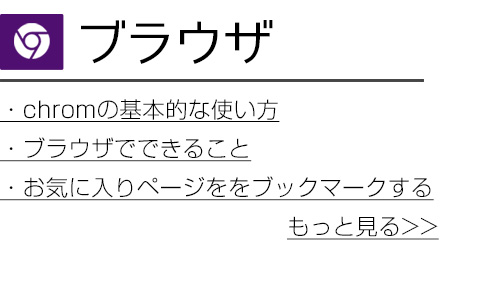 ブラウザ
・chromの基本的な使い方
・ブラウザでできること
・お気に入りページををブックマークする
もっと見る>>